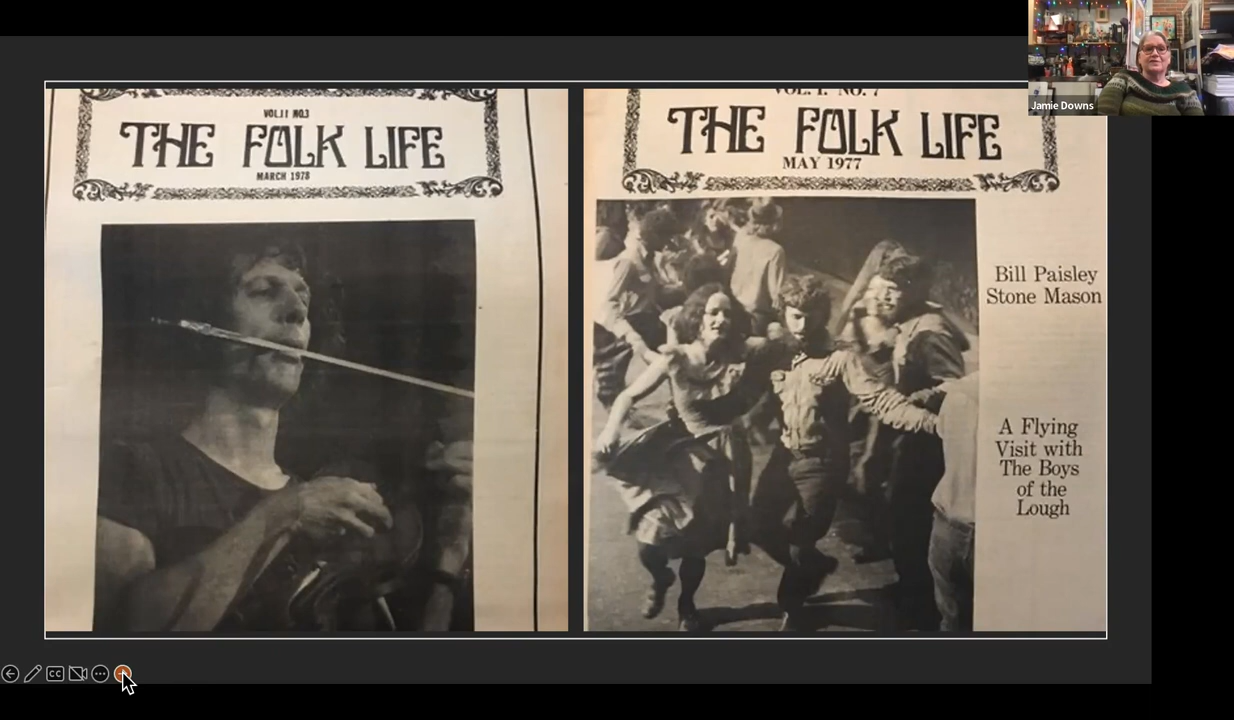 VOL.II NO.3
THE FOLK LIFE
MARCH 1978
VOL. I. NO. 7
THE FOLK LIFE
MAY 1977
Bill Paisley
Stone Mason
A Flying
Visit with
The Boys
of the
Lough
Jamie Downs
CC